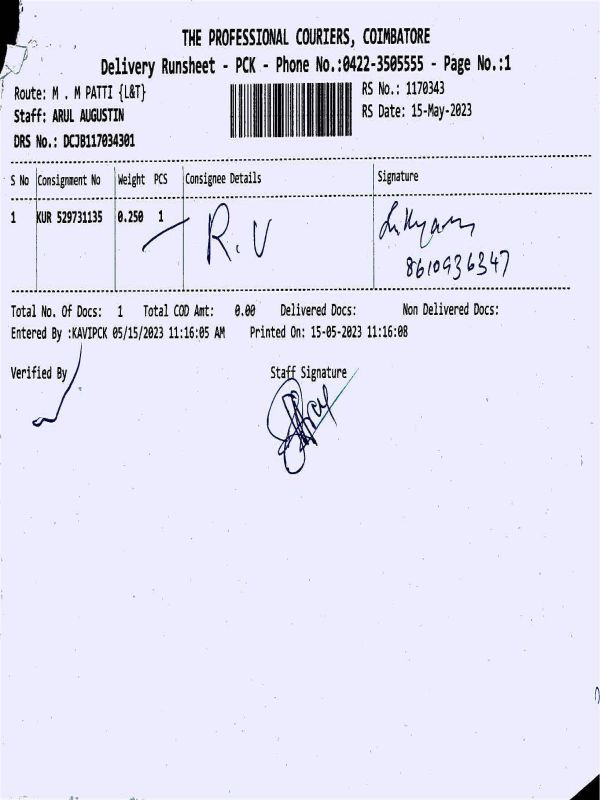 THE PROFESSIONAL COURIERS, COIMBATORE
Delivery Runsheet - PCK - Phone No.:0422-3505555 - Page No.:1
Route: M . M PATTI {L&T}
RS No.: 1170343
Staff: ARUL AUGUSTIN
RS Date: 15-May-2023
DRS No.: DCJB117034301
S No Consignment No Weight PCS Consignee Details Signature
1 KUR 529731135 0.250 1 R.V
8610936347
Total No. Of Docs: 1 Total COD Amt: 0.00 Delivered Docs: Non Delivered Docs:
Entered By :KAVIPCK 05/15/2023 11:16:05 AM Printed On: 15-05-2023 11:16:08
Verified By Staff Signature